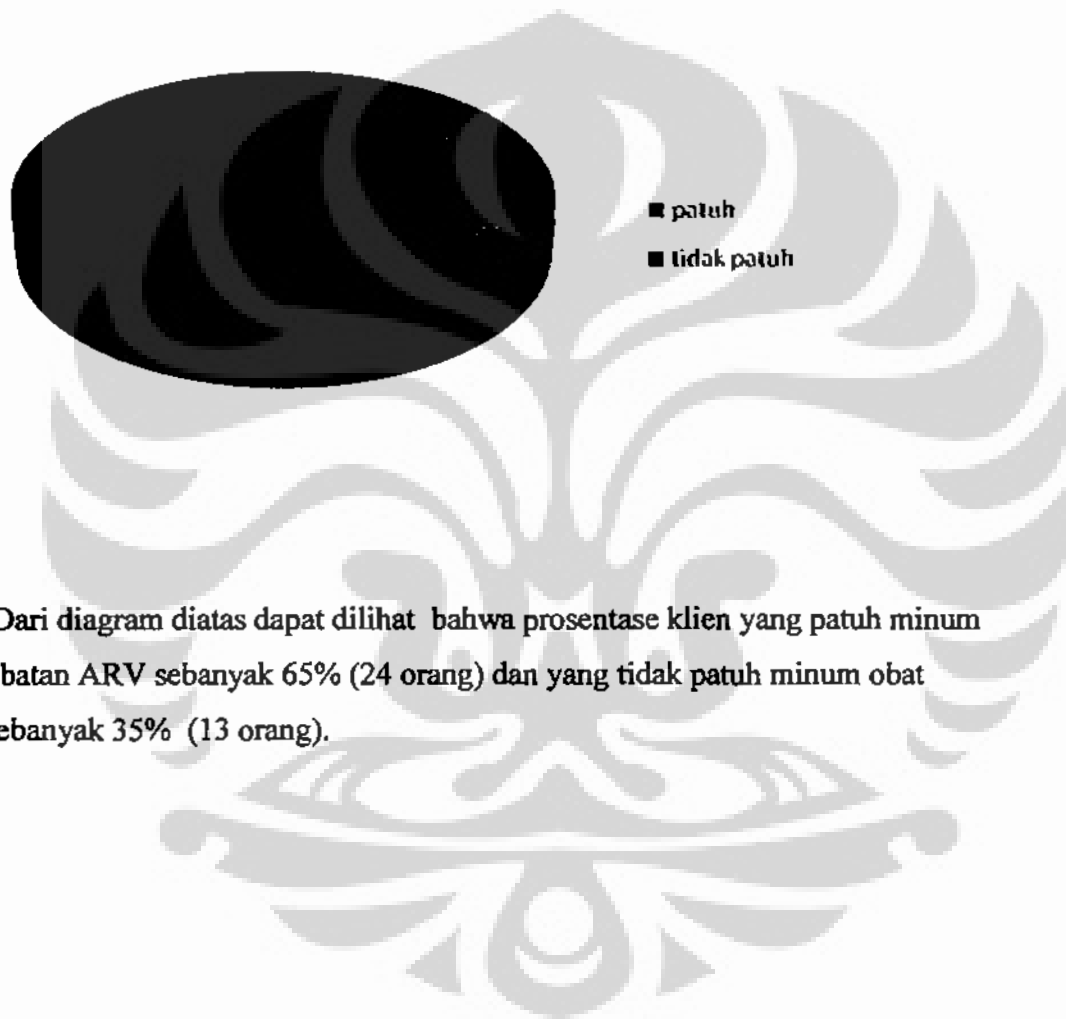 patuh
tidak patuh
Dari diagram diatas dapat dilihat bahwa prosentase klien yang patuh minum
batan ARV sebanyak 65% (24 orang) dan yang tidak patuh minum obat
ebanyak 35% (13 orang).